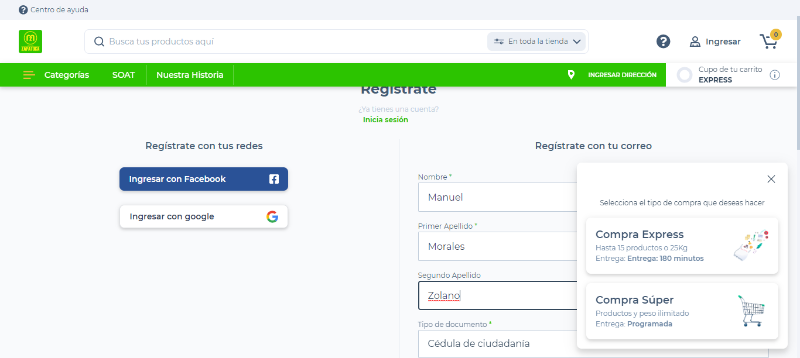 Centro de ayuda
Busca tus productos aquí
En toda la tienda
Ingresar
0
Categorías
SOAT
Nuestra Historia
INGRESAR DIRECCIÓN
Cupo de tu carrito
EXPRESS
Regístrate
¿Ya tienes una cuenta?
Inicia sesión
Regístrate con tus redes
Ingresar con Facebook
Ingresar con google
Regístrate con tu correo
Nombre *
Manuel
Primer Apellido *
Morales
Segundo Apellido
Zolano
Tipo de documento *
Cédula de ciudadanía
Selecciona el tipo de compra que deseas hacer
Compra Express
Hasta 15 productos o 25Kg
Entrega: Entrega: 180 minutos
Compra Súper
Productos y peso ilimitado
Entrega: Programada